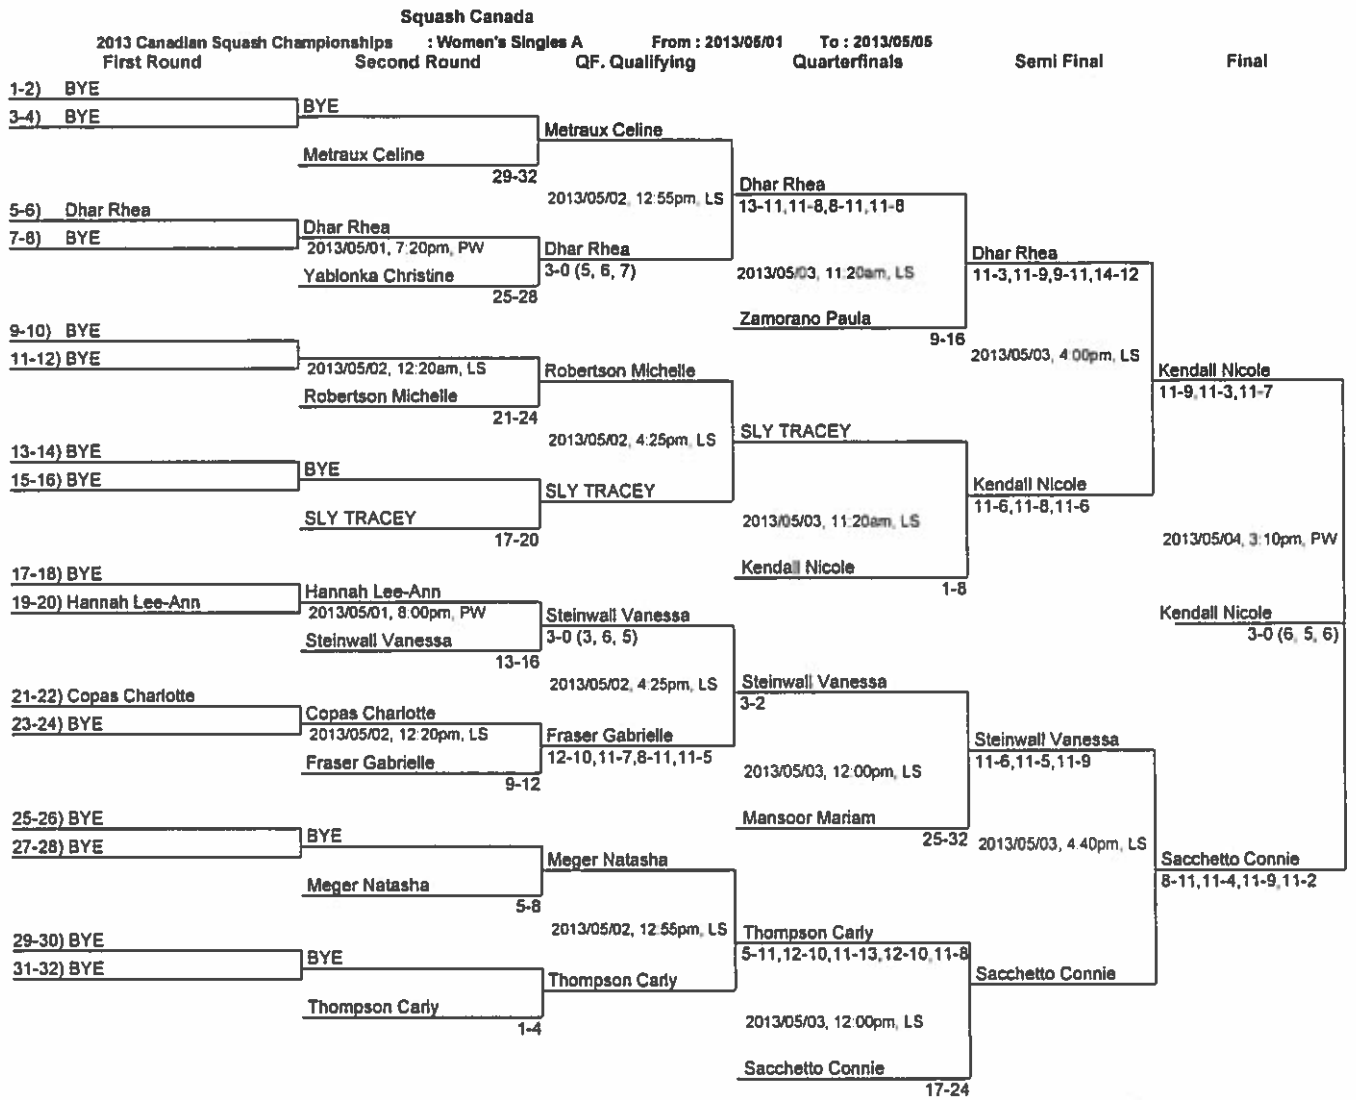 Squash Canada
2013 Canadian Squash Championships : Women's Singles A From : 2013/05/01 To : 2013/05/05
First Round Second Round QF. Qualifying Quarterfinals Semi Final Final
1-2) BYE
3-4) BYE
BYE
Metraux Celine
29-32
Metraux Celine
2013/05/02, 12:55pm, LS
5-6) Dhar Rhea
7-8) BYE
Dhar Rhea
2013/05/01, 7:20pm, PW
Yablonka Christine
25-28
Dhar Rhea
3-0 (5, 6, 7)
Dhar Rhea
13-11,11-8,8-11,11-8
2013/05/03, 11:20am, LS
Zamorano Paula
9-16
Dhar Rhea
11-3,11-9,9-11,14-12
2013/05/03, 4:00pm, LS
9-10) BYE
11-12) BYE
2013/05/02, 12:20am, LS
Robertson Michelle
21-24
Robertson Michelle
2013/05/02, 4:25pm, LS
13-14) BYE
15-16) BYE
BYE
SLY TRACEY
17-20
SLY TRACEY
SLY TRACEY
2013/05/03, 11:20am, LS
Kendall Nicole
1-8
Kendall Nicole
11-6,11-8,11-6
Kendall Nicole
11-9,11-3,11-7
2013/05/04, 3:10pm, PW
Kendall Nicole
3-0 (6, 5, 6)
17-18) BYE
19-20) Hannah Lee-Ann
Hannah Lee-Ann
2013/05/01, 8:00pm, PW
Steinwall Vanessa
13-16
Steinwall Vanessa
3-0 (3, 6, 5)
2013/05/02, 4:25pm, LS
21-22) Copas Charlotte
23-24) BYE
Copas Charlotte
2013/05/02, 12:20pm, LS
Fraser Gabrielle
9-12
Fraser Gabrielle
12-10,11-7,8-11,11-5
Steinwall Vanessa
3-2
2013/05/03, 12:00pm, LS
Mansoor Mariam
25-32
Steinwall Vanessa
11-6,11-5,11-9
2013/05/03, 4:40pm, LS
25-26) BYE
27-28) BYE
BYE
Meger Natasha
5-8
Meger Natasha
2013/05/02, 12:55pm, LS
29-30) BYE
31-32) BYE
BYE
Thompson Carly
1-4
Thompson Carly
Thompson Carly
5-11,12-10,11-13,12-10,11-8
2013/05/03, 12:00pm, LS
Sacchetto Connie
17-24
Sacchetto Connie
Sacchetto Connie
8-11,11-4,11-9,11-2